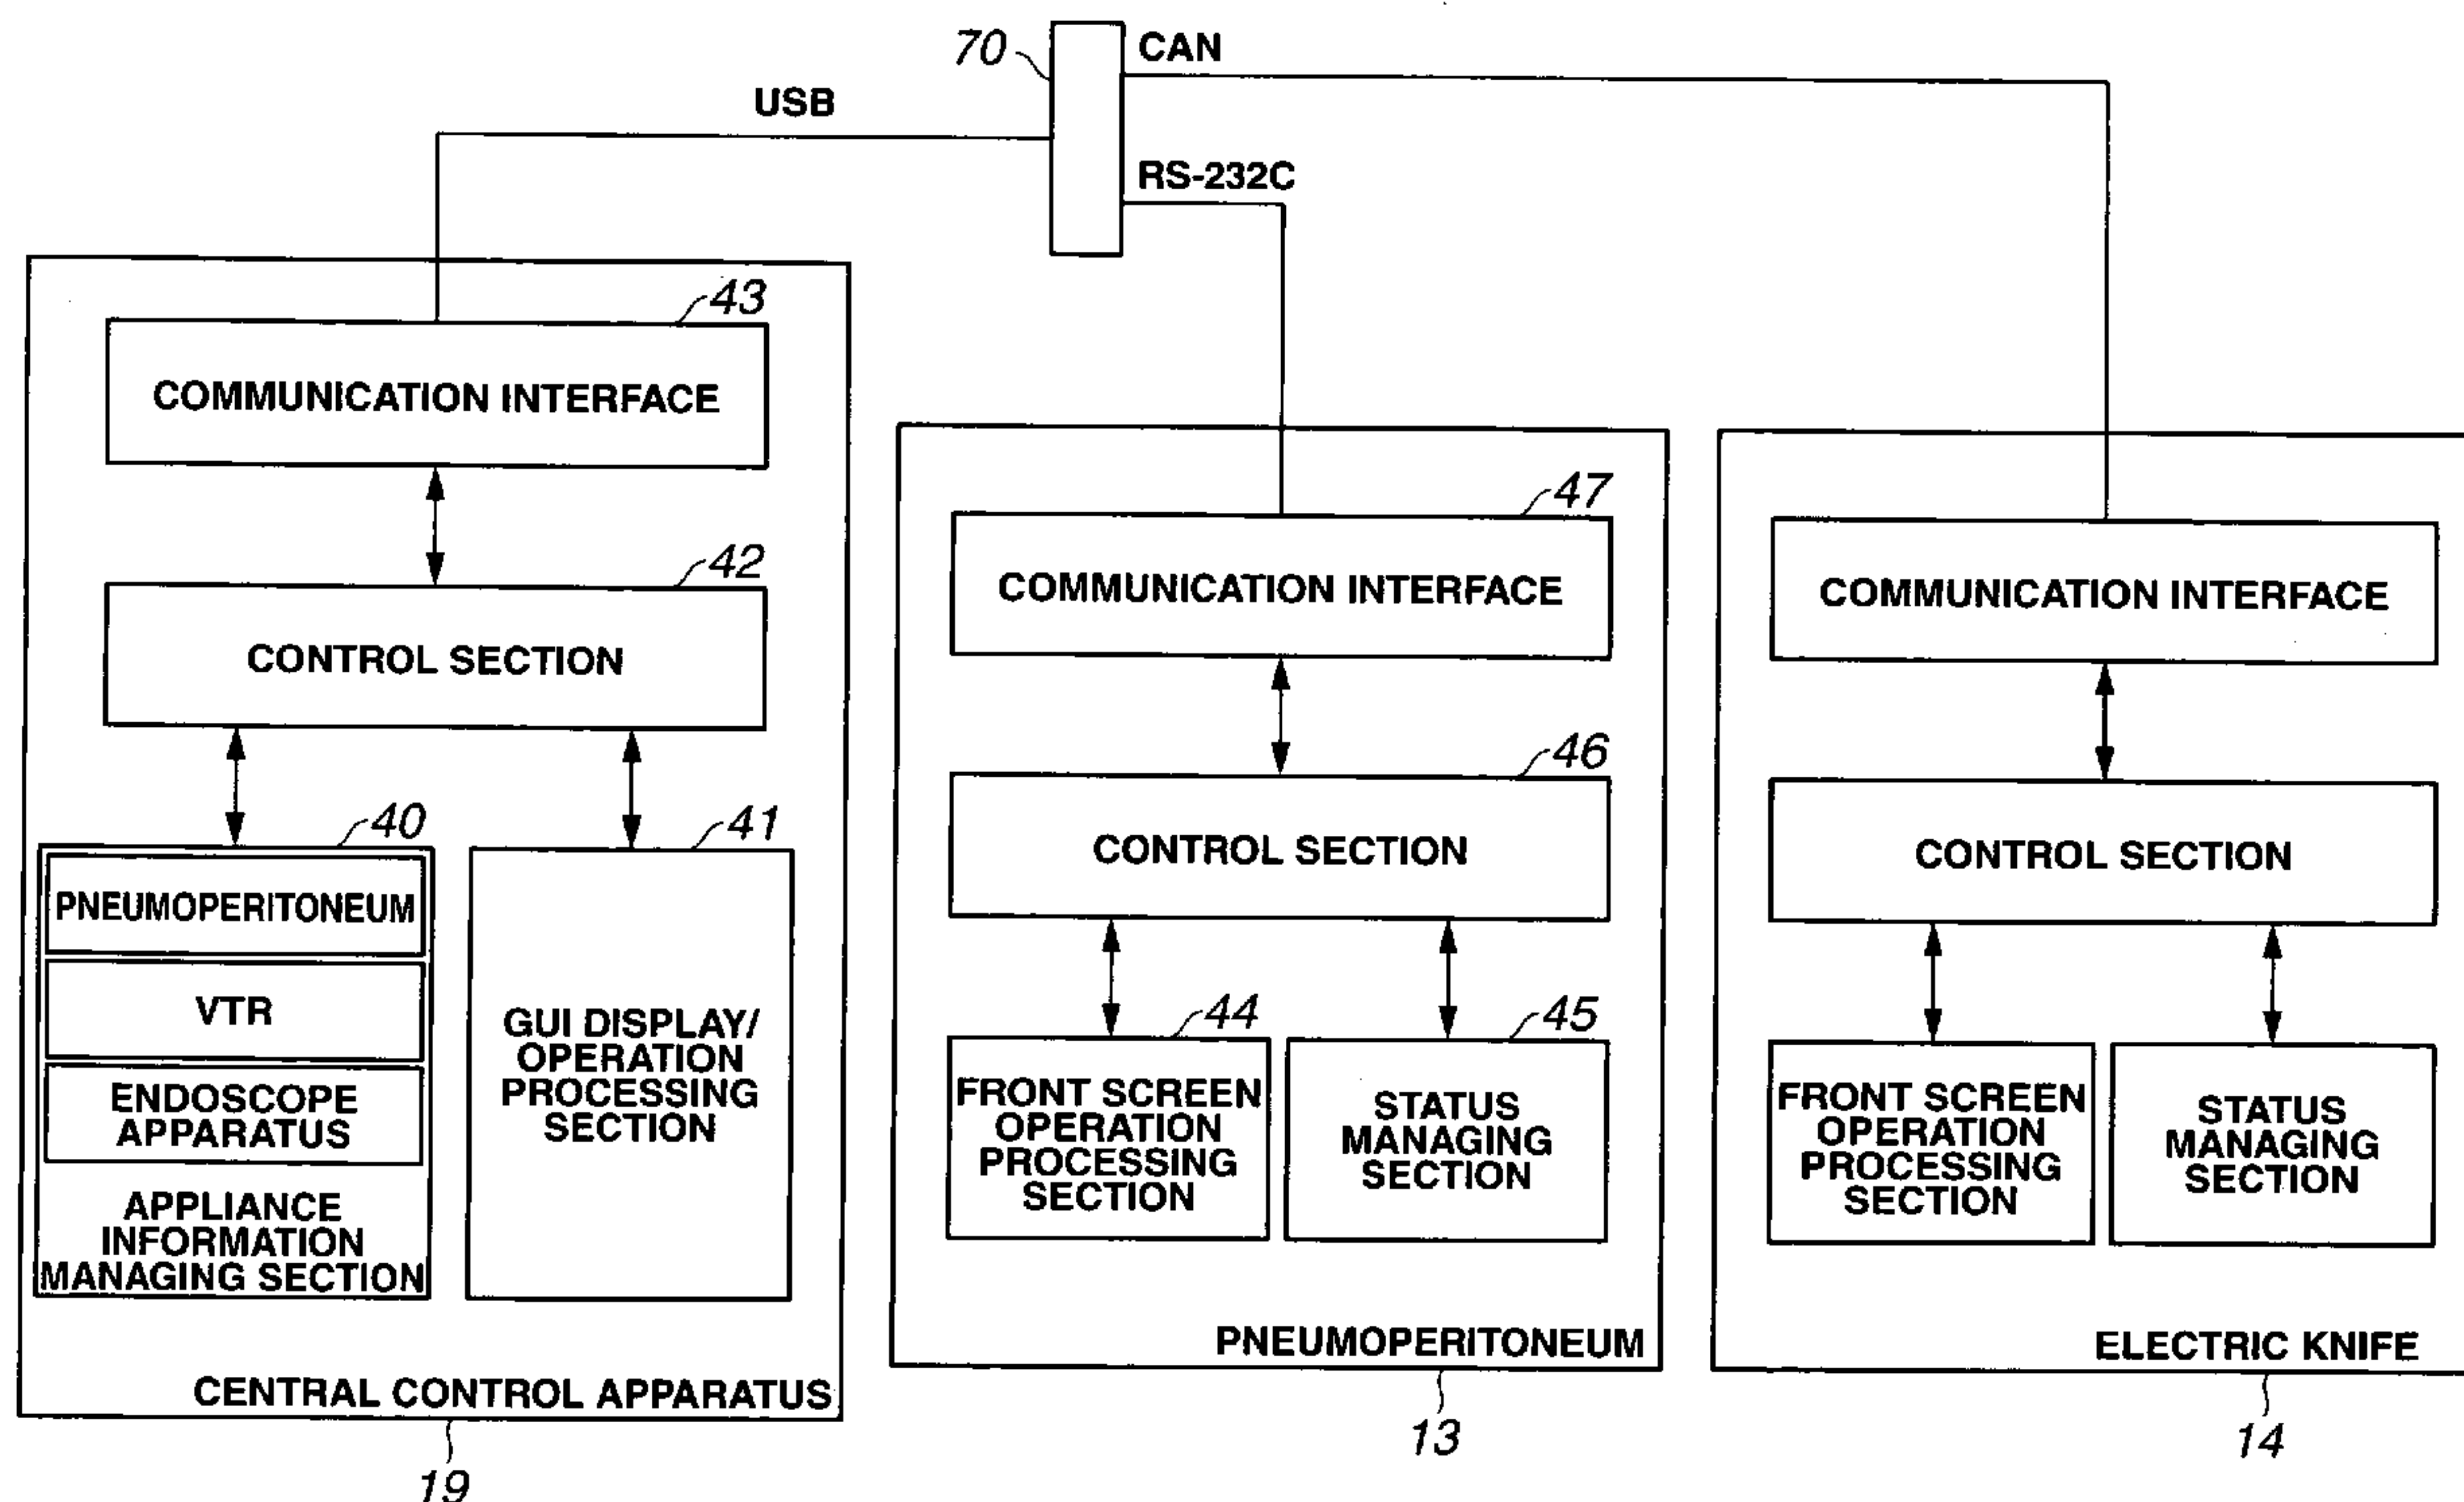 70
CAN
USB
RS-232C
43
COMMUNICATION INTERFACE
42
CONTROL SECTION
40
PNEUMOPERITONEUM
VTR
ENDOSCOPE
APPARATUS
APPLIANCE
INFORMATION
MANAGING SECTION
41
GUI DISPLAY/
OPERATION
PROCESSING
SECTION
CENTRAL CONTROL APPARATUS
19
47
COMMUNICATION INTERFACE
46
CONTROL SECTION
44
FRONT SCREEN
OPERATION
PROCESSING
SECTION
45
STATUS
MANAGING
SECTION
PNEUMOPERITONEUM
13
COMMUNICATION INTERFACE
CONTROL SECTION
FRONT SCREEN
OPERATION
PROCESSING
SECTION
STATUS
MANAGING
SECTION
ELECTRIC KNIFE
14